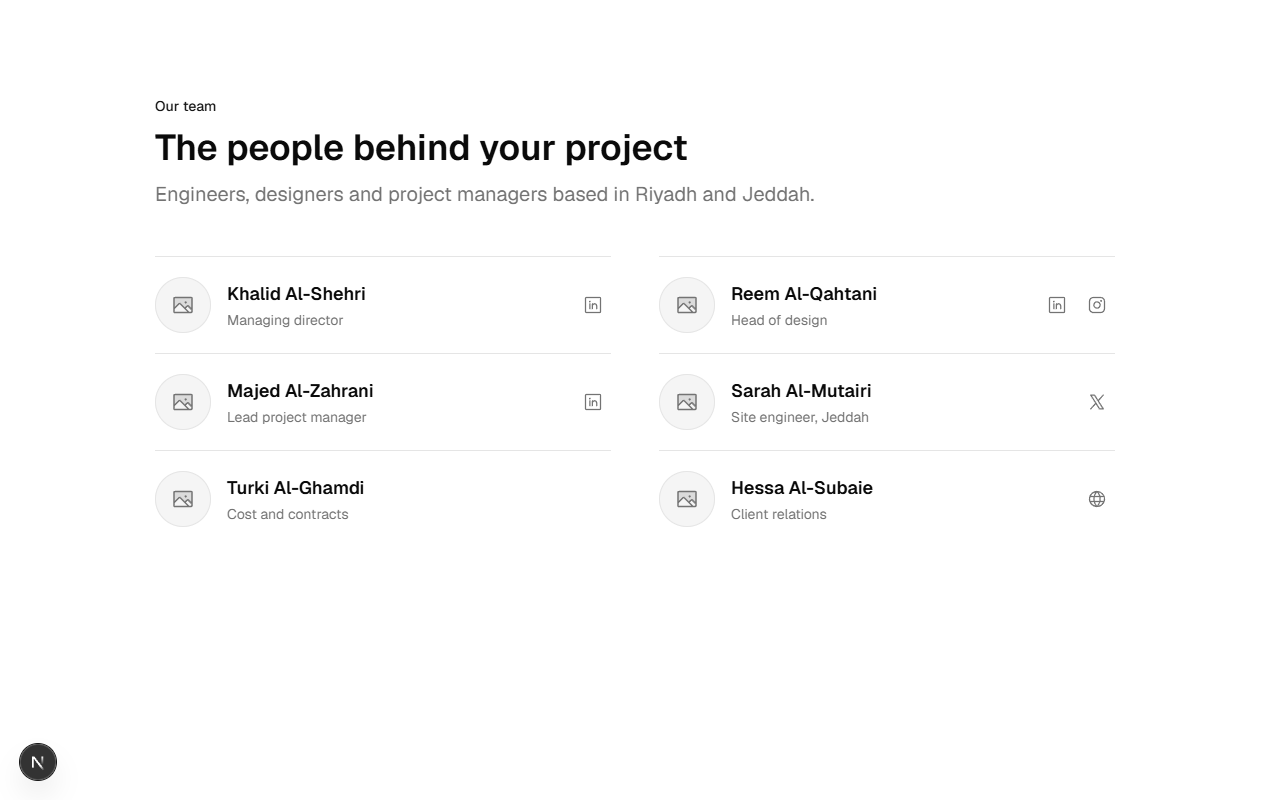 Our team
The people behind your project
Engineers, designers and project managers based in Riyadh and Jeddah.
Khalid Al-Shehri
Managing director
Reem Al-Qahtani
Head of design
Majed Al-Zahrani
Lead project manager
Sarah Al-Mutairi
Site engineer, Jeddah
Turki Al-Ghamdi
Cost and contracts
Hessa Al-Subaie
Client relations